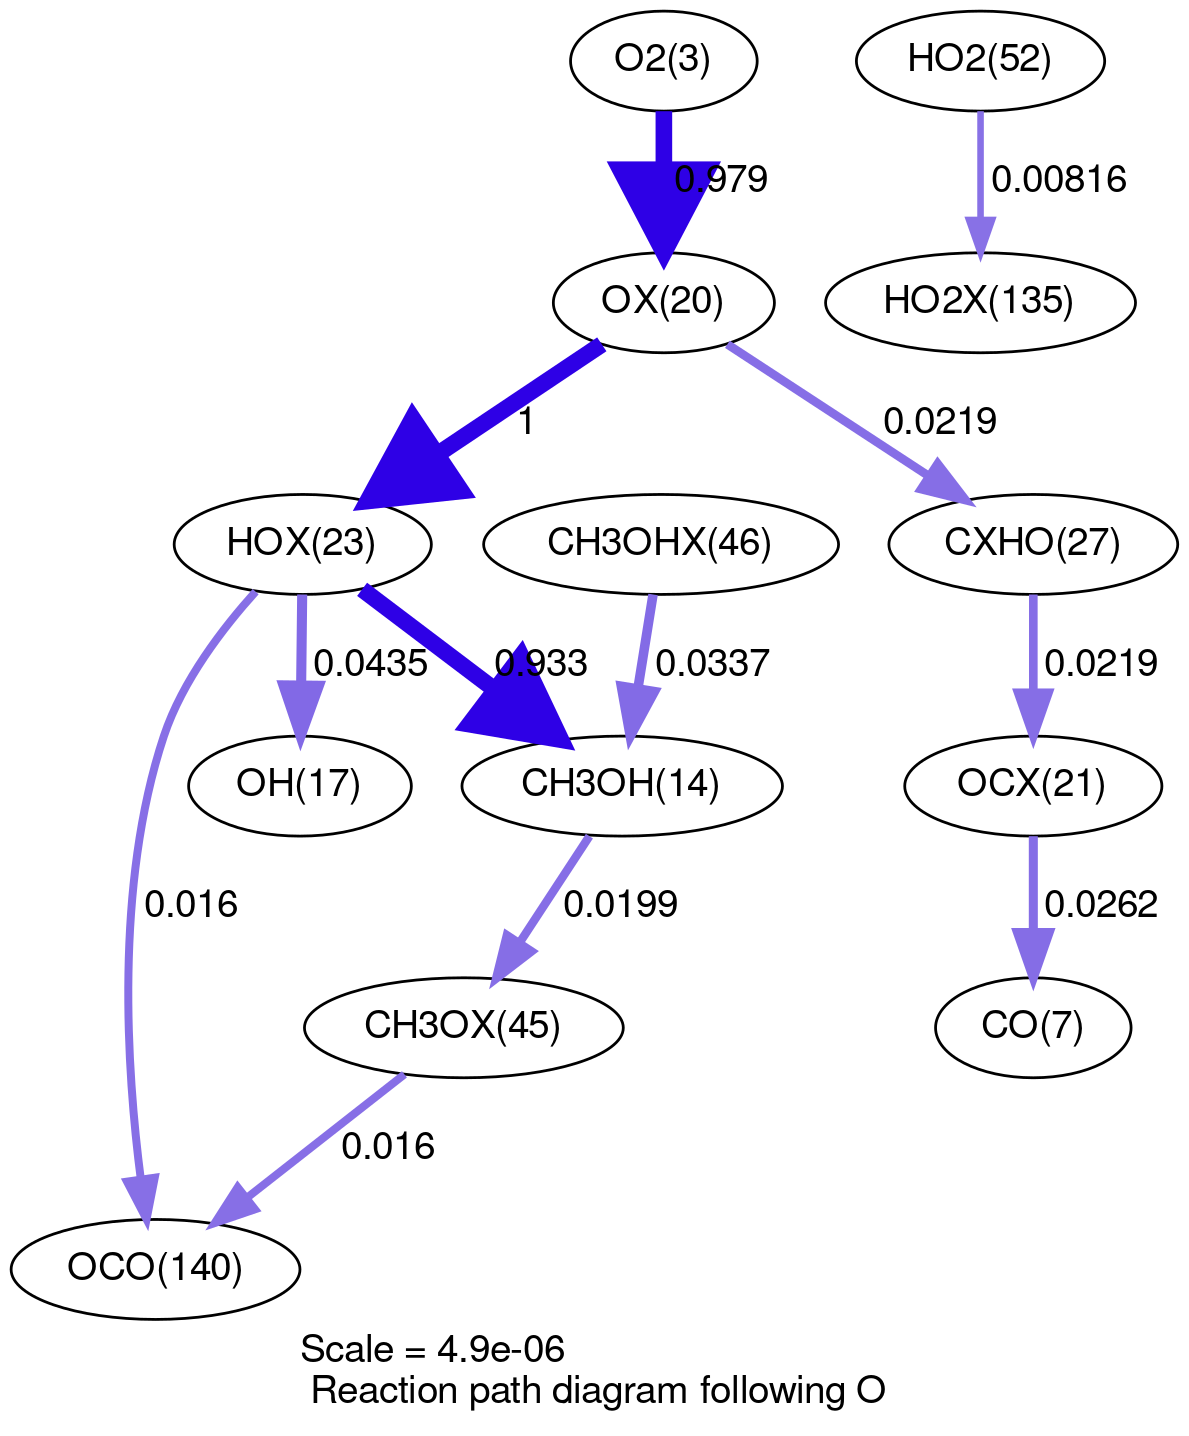 O2(3)
HO2(52)
0.979
0.00816
OX(20)
HO2X(135)
1
0.0219
HOX(23)
CH3OHX(46)
CXHO(27)
0.0435
0.933
0.0337
0.0219
OH(17)
CH3OH(14)
OCX(21)
0.016
0.0199
0.0262
CH3OX(45)
CO(7)
0.016
OCO(140)
Scale = 4.9e-06
Reaction path diagram following O